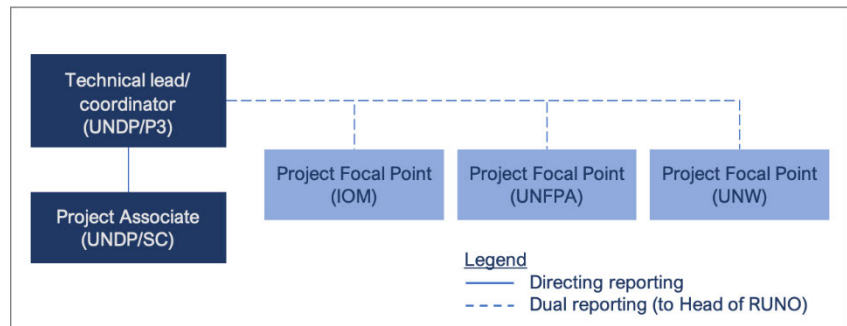 Technical lead/
coordinator
(UNDP/P3)
Project Associate
(UNDP/SC)
Project Focal Point
(IOM)
Project Focal Point
(UNFPA)
Project Focal Point
(UNW)
Legend
Directing reporting
Dual reporting (to Head of RUNO)